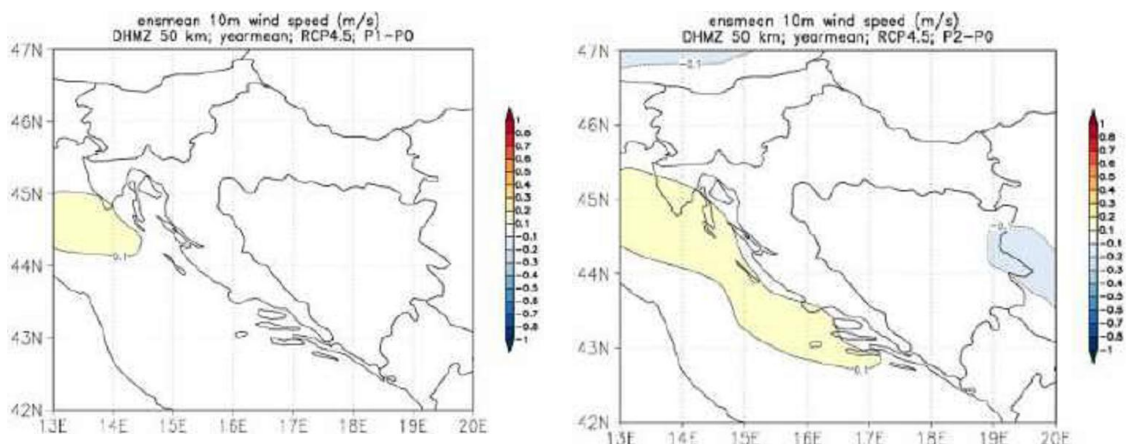 ensmean 10m wind speed (m/s)
DHMZ 50 km; yearmean; RCP4.5; P1-P0
47N
46N
45N
44N
43N
42N
13E 14E 15E 16E 17E 18E 19E 20E
0.1
1
0.8
0.7
0.6
0.5
0.4
0.3
0.2
0.1
-0.1
-0.2
-0.3
-0.4
-0.5
-0.6
-0.7
-0.8
-1
ensmean 10m wind speed (m/s)
DHMZ 50 km; yearmean; RCP4.5; P2-P0
47N
46N
45N
44N
43N
42N
13E 14E 15E 16E 17E 18E 19E 20E
-0.1
-0.1
0.1
1
0.8
0.7
0.6
0.5
0.4
0.3
0.2
0.1
-0.1
-0.2
-0.3
-0.4
-0.5
-0.6
-0.7
-0.8
-1